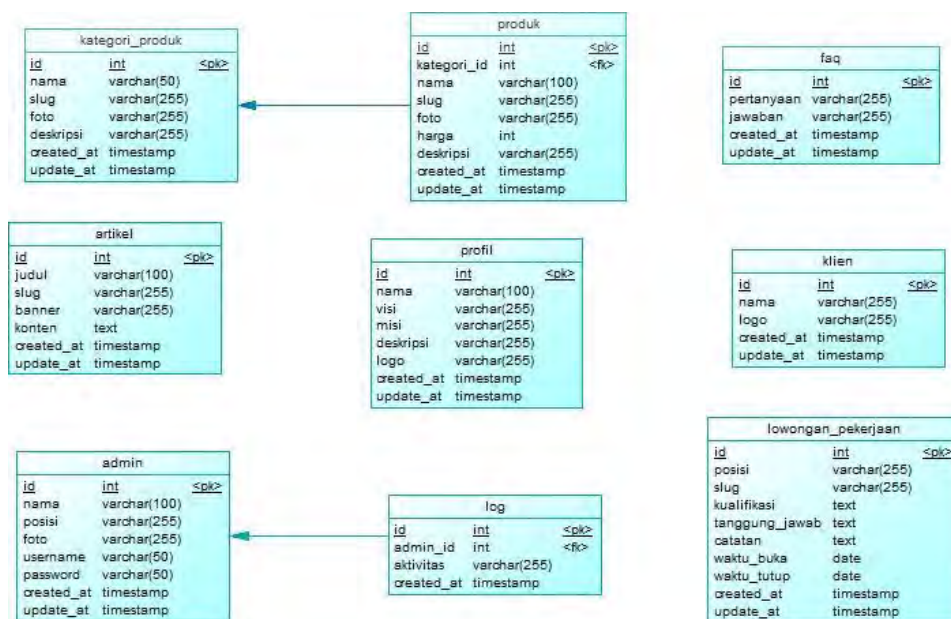 kategori_produk
id int <pk>
nama varchar(50)
slug varchar(255)
foto varchar(255)
deskripsi varchar(255)
created_at timestamp
update_at timestamp
produk
id int <pk>
kategori_id int <fk>
nama varchar(100)
slug varchar(255)
foto varchar(255)
harga int
deskripsi varchar(255)
created_at timestamp
update_at timestamp
faq
id int <pk>
pertanyaan varchar(255)
jawaban varchar(255)
created_at timestamp
update_at timestamp
artikel
id int <pk>
judul varchar(100)
slug varchar(255)
banner varchar(255)
konten text
created_at timestamp
update_at timestamp
profil
id int <pk>
nama varchar(100)
visi varchar(255)
misi varchar(255)
deskripsi varchar(255)
logo varchar(255)
created_at timestamp
update_at timestamp
klien
id int <pk>
nama varchar(255)
logo varchar(255)
created_at timestamp
update_at timestamp
admin
id int <pk>
nama varchar(100)
posisi varchar(255)
foto varchar(255)
username varchar(50)
password varchar(50)
created_at timestamp
update_at timestamp
log
id int <pk>
admin_id int <fk>
aktivitas varchar(255)
created_at timestamp
lowongan_pekerjaan
id int <pk>
posisi varchar(255)
slug varchar(255)
kualifikasi text
tanggung_jawab text
catatan text
waktu_buka date
waktu_tutup date
created_at timestamp
update_at timestamp